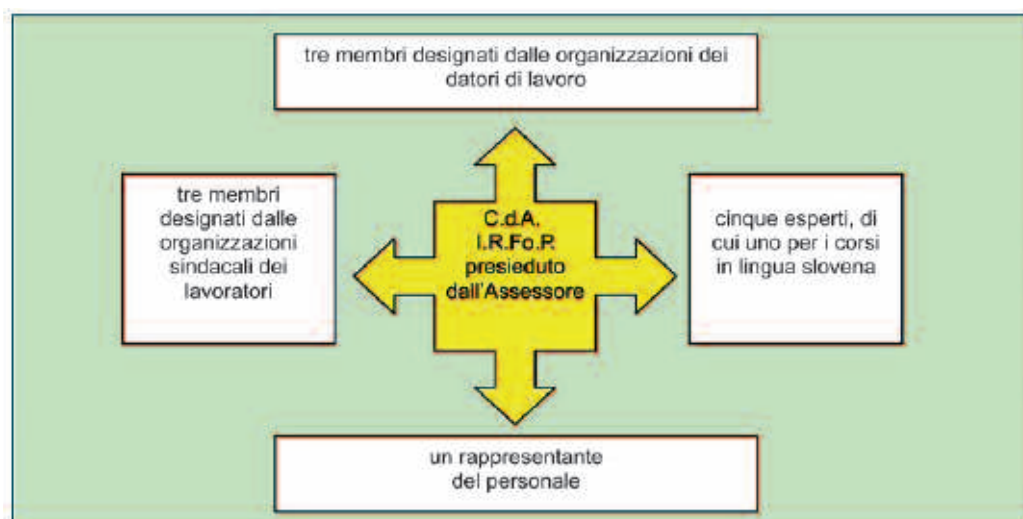 tre membri designati dalle organizzazioni dei
datori di lavoro
tre membri
designati dalle
organizzazioni
sindacali dei
lavoratori
C.d.A.
I.R.Fo.P.
presieduto
dall'Assessore
cinque esperti, di
cui uno per i corsi
in lingua slovena
un rappresentante
del personale